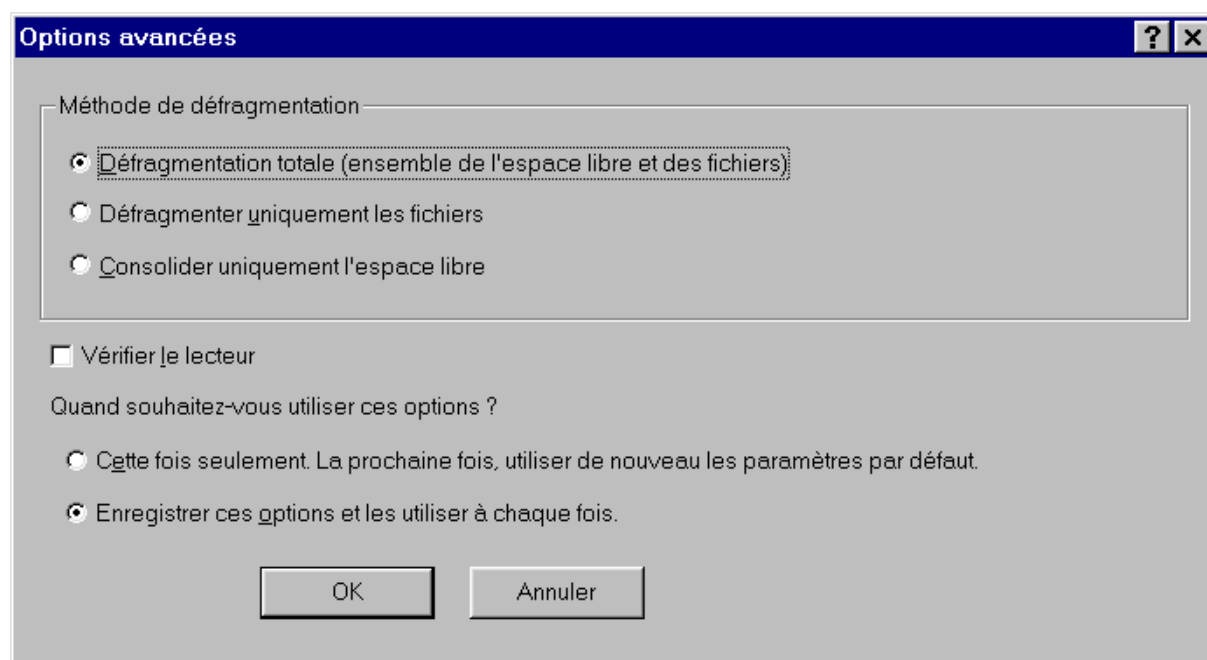 Options avancées
Méthode de défragmentation
Défragmentation totale (ensemble de l'espace libre et des fichiers)
Défragmenter uniquement les fichiers
Consolider uniquement l'espace libre
Vérifier le lecteur
Quand souhaitez-vous utiliser ces options ?
Cette fois seulement. La prochaine fois, utiliser de nouveau les paramètres par défaut.
Enregistrer ces options et les utiliser à chaque fois.
OK Annuler